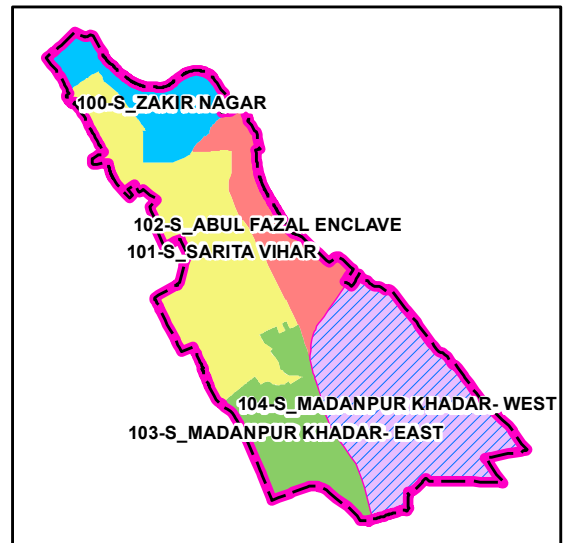 100-S_ZAKIR NAGAR
102-S_ABUL FAZAL ENCLAVE
101-S_SARITA VIHAR
104-S_MADANPUR KHADAR- WEST
103-S_MADANPUR KHADAR- EAST